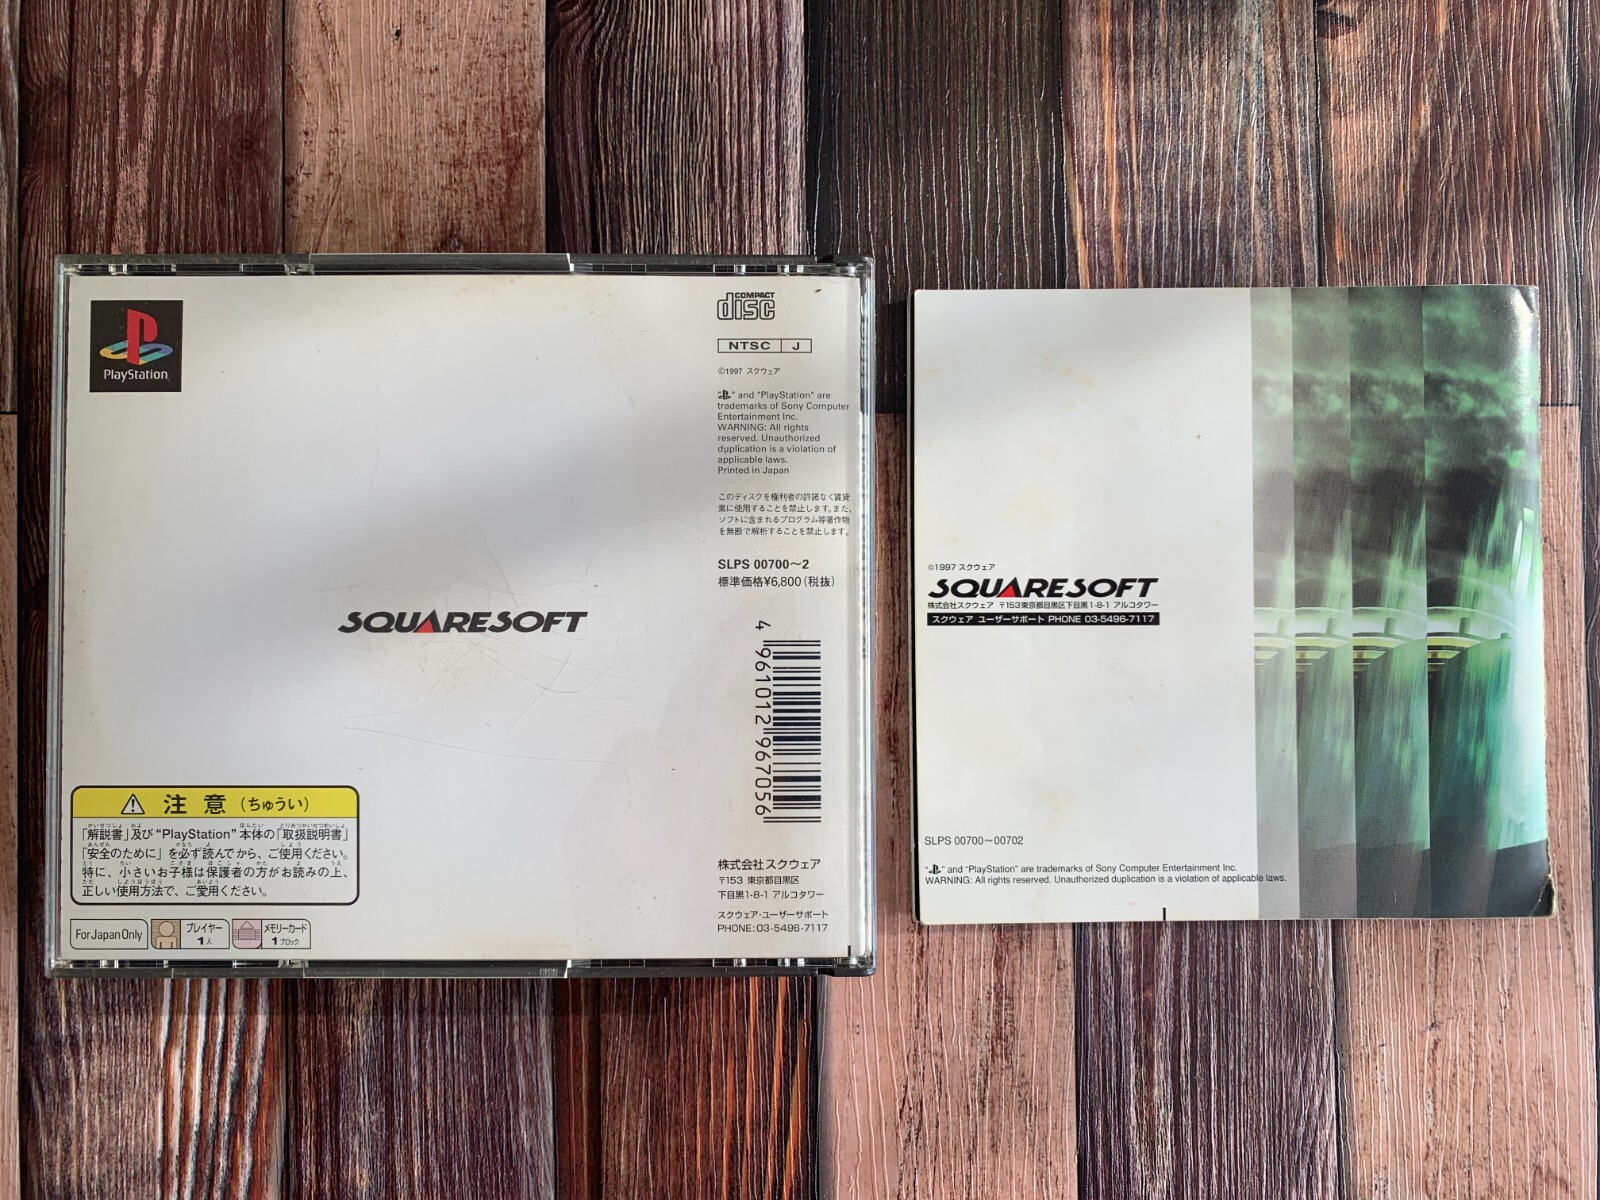 PlayStation
COMPACT
disc
NTSC J
©1997 スクウェア
" " and "PlayStation" are
trademarks of Sony Computer
Entertainment Inc.
WARNING: All rights
reserved. Unauthorized
duplication is a violation of
applicable laws.
Printed in Japan
このディスクを権利者の許諾なく賃貸
業に使用することを禁止します。また、
ソフトに含まれるプログラム等著作物
を無断で解析することを禁止します。
SLPS 00700～2
標準価格¥6,800(税抜)
SQUARESOFT
4 961012 967056
注意(ちゅうい)
「解説書」及び"PlayStation"本体の「取扱説明書」
「安全のために」を必ず読んでから、ご使用ください。
特に、小さいお子様は保護者の方がお読みの上、
正しい使用方法で、ご愛用ください。
For Japan Only
プレイヤー
1人
メモリーカード
1ブロック
株式会社スクウェア
〒153 東京都目黒区
下目黒1-8-1 アルコタワー
スクウェア・ユーザーサポート
PHONE:03-5496-7117
©1997 スクウェア
SQUARESOFT
株式会社スクウェア 〒153東京都目黒区下目黒1-8-1 アルコタワー
スクウェア ユーザーサポート PHONE 03-5496-7117
SLPS 00700～00702
" " and "PlayStation" are trademarks of Sony Computer Entertainment Inc.
WARNING: All rights reserved. Unauthorized duplication is a violation of applicable laws.